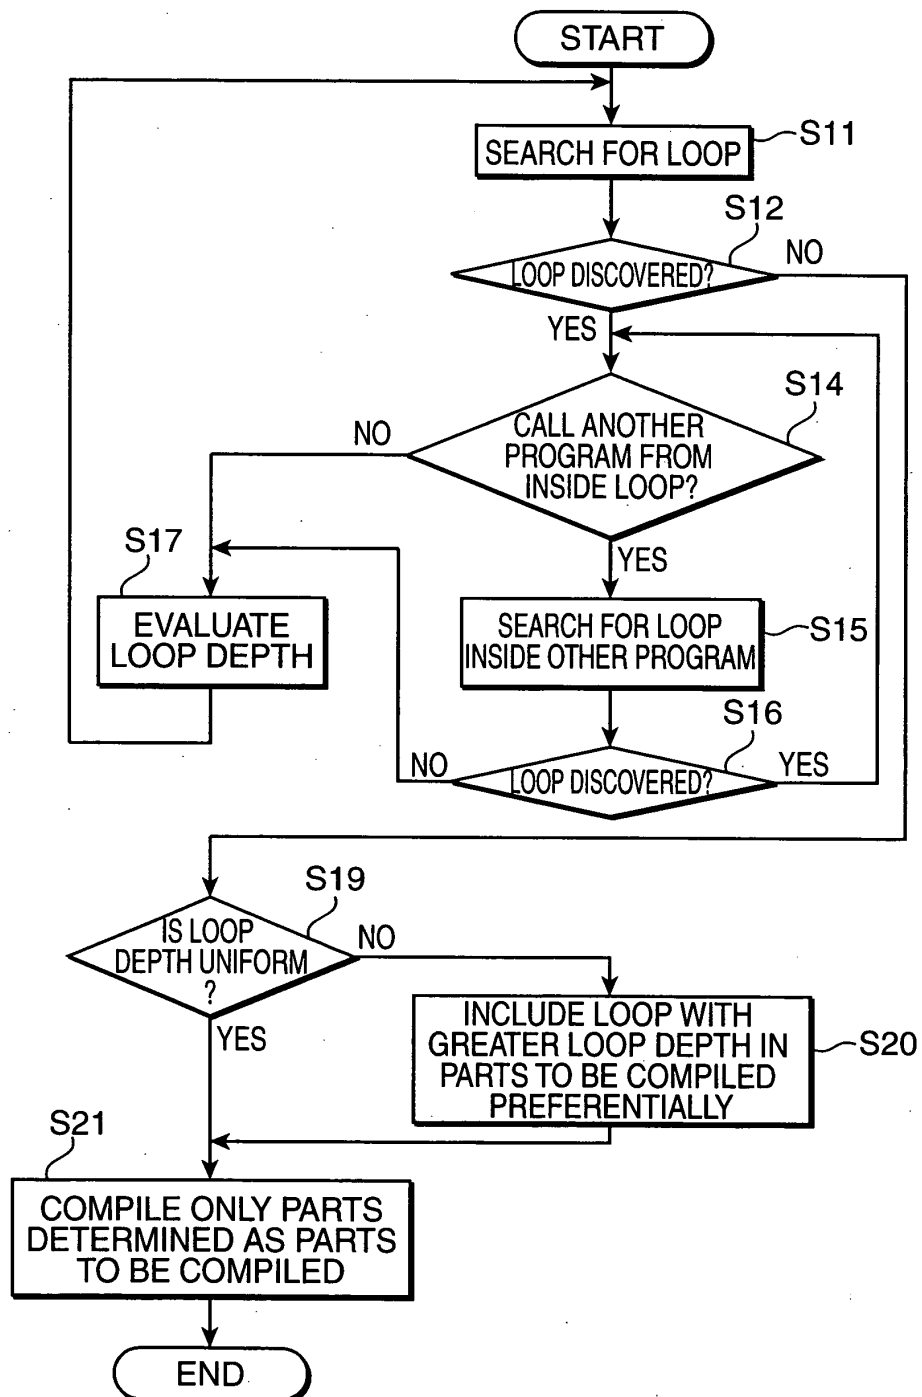 START
S11
SEARCH FOR LOOP
S12
LOOP DISCOVERED?
NO
YES
S14
CALL ANOTHER
PROGRAM FROM
INSIDE LOOP?
NO
YES
S17
EVALUATE
LOOP DEPTH
S15
SEARCH FOR LOOP
INSIDE OTHER PROGRAM
S16
LOOP DISCOVERED?
NO
YES
S19
IS LOOP
DEPTH UNIFORM
?
NO
YES
INCLUDE LOOP WITH
GREATER LOOP DEPTH IN
PARTS TO BE COMPILED
PREFERENTIALLY
S20
S21
COMPILE ONLY PARTS
DETERMINED AS PARTS
TO BE COMPILED
END